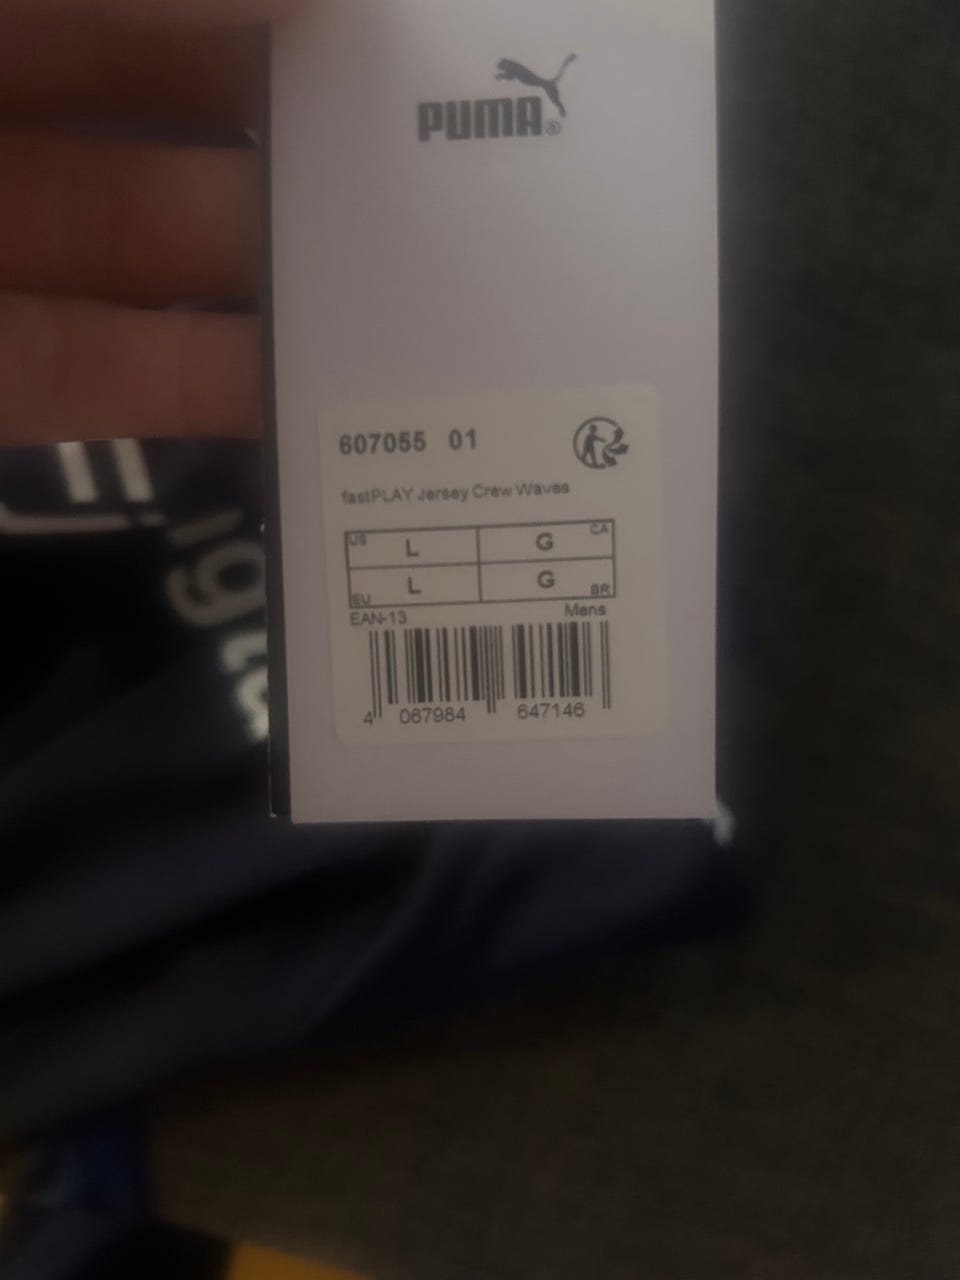 PUMA®
607055 01
fastPLAY Jersey Crew Waves
US L G CA
EU L G BR
EAN-13 Mens
4 067984 647146